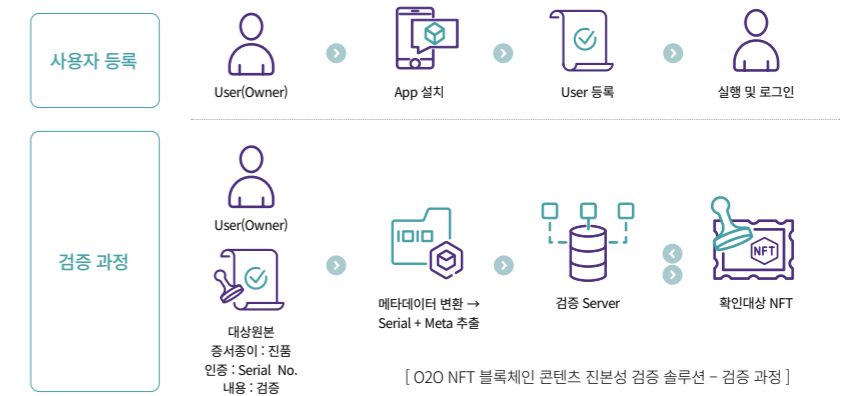 사용자 등록
User(Owner)
App 설치
User 등록
실행 및 로그인
검증 과정
User(Owner)
대상원본
증서종이 : 진품
인증 : Serial No.
내용 : 검증
IOIO
메타데이터 변환 →
Serial + Meta 추출
검증 Server
NFT
확인대상 NFT
[ O2O NFT 블록체인 콘텐츠 진본성 검증 솔루션 – 검증 과정 ]